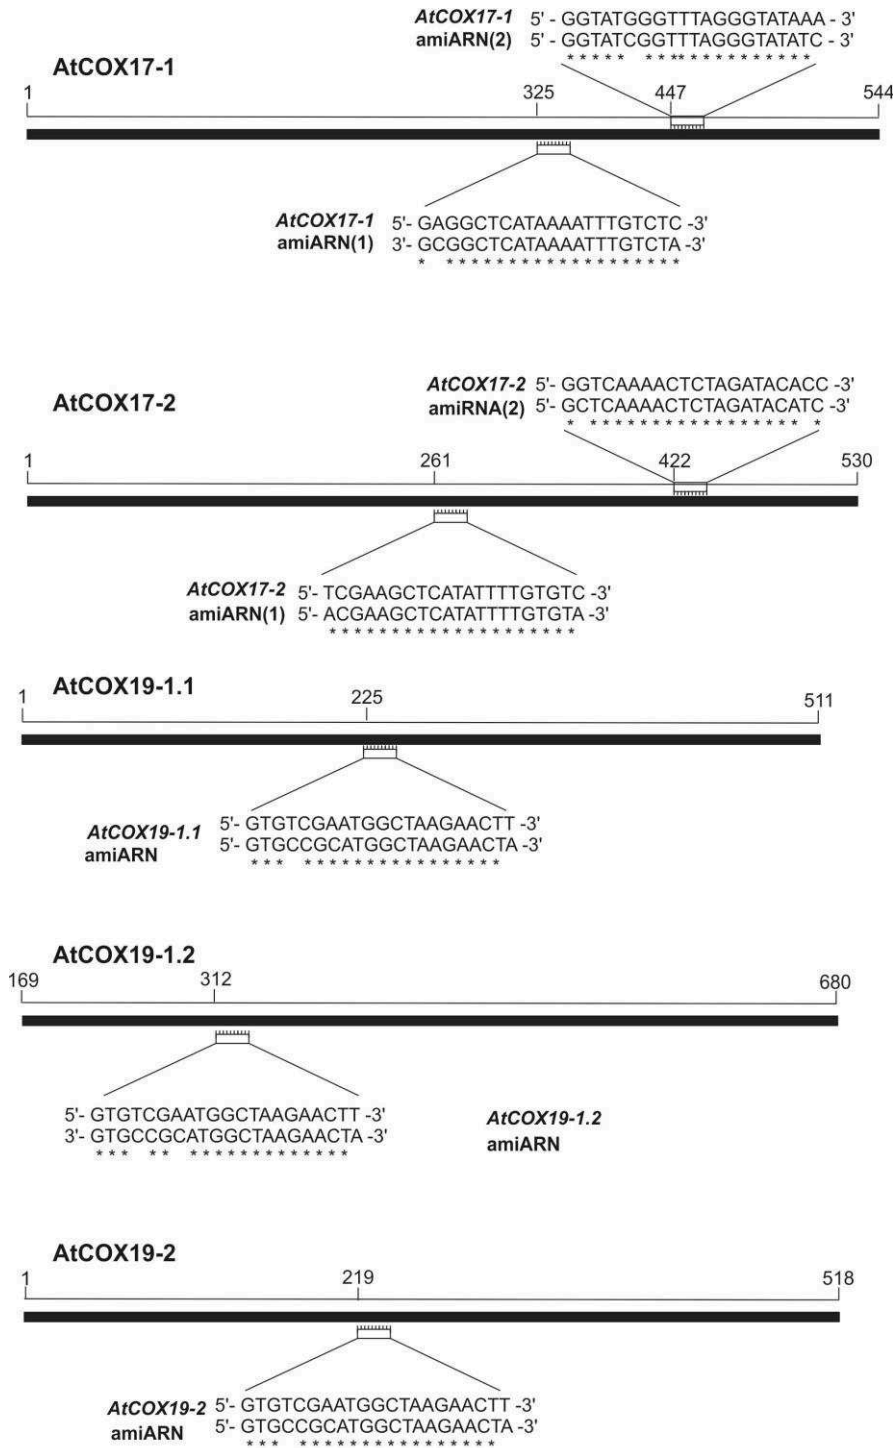 AtCOX17-1 5'- GGTATGGGTTTAGGGTATAAA - 3'
amiARN(2) 5'- GGTATCGGTTTAGGGTATATC - 3'
* * * * * * * * * * * * * * * * * *
AtCOX17-1
1 325 447 544
AtCOX17-1 5'- GAGGCTCATAAAATTTGTCTC -3'
amiARN(1) 3'- GCGGCTCATAAAATTTGTCTA -3'
* * * * * * * * * * * * * * * * * * * *
AtCOX17-2 5'- GGTCAAAACTCTAGATACACC -3'
amiRNA(2) 5'- GCTCAAAACTCTAGATACATC -3'
* * * * * * * * * * * * * * * * * * *
AtCOX17-2
1 261 422 530
AtCOX17-2 5'- TCGAAGCTCATATTTTGTGTC -3'
amiARN(1) 5'- ACGAAGCTCATATTTTGTGTA -3'
* * * * * * * * * * * * * * * * * * *
AtCOX19-1.1
1 225 511
AtCOX19-1.1 5'- GTGTCGAATGGCTAAGAACTT -3'
amiARN 5'- GTGCCGCATGGCTAAGAACTA -3'
* * * * * * * * * * * * * * * * * * *
AtCOX19-1.2
169 312 680
5'- GTGTCGAATGGCTAAGAACTT -3' AtCOX19-1.2
3'- GTGCCGCATGGCTAAGAACTA -3' amiARN
* * * * * * * * * * * * * * * * * *
AtCOX19-2
1 219 518
AtCOX19-2 5'- GTGTCGAATGGCTAAGAACTT -3'
amiARN 5'- GTGCCGCATGGCTAAGAACTA -3'
* * * * * * * * * * * * * * * * * * *